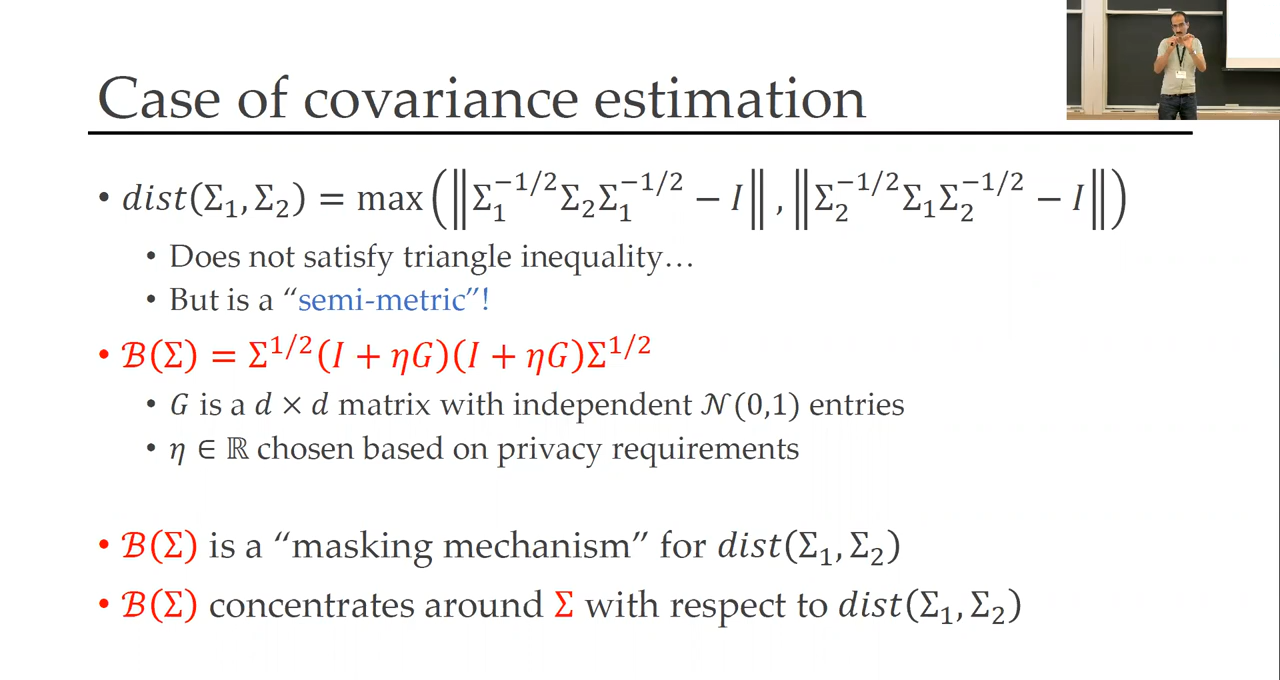 Case of covariance estimation
• dist(Σ₁, Σ₂) = max(‖Σ₁^{-1/2}Σ₂Σ₁^{-1/2} − I‖, ‖Σ₂^{-1/2}Σ₁Σ₂^{-1/2} − I‖)
• Does not satisfy triangle inequality…
• But is a “semi-metric”!
• ℬ(Σ) = Σ^{1/2}(I + ηG)(I + ηG)Σ^{1/2}
• G is a d × d matrix with independent 𝒩(0,1) entries
• η ∈ ℝ chosen based on privacy requirements
• ℬ(Σ) is a “masking mechanism” for dist(Σ₁, Σ₂)
• ℬ(Σ) concentrates around Σ with respect to dist(Σ₁, Σ₂)